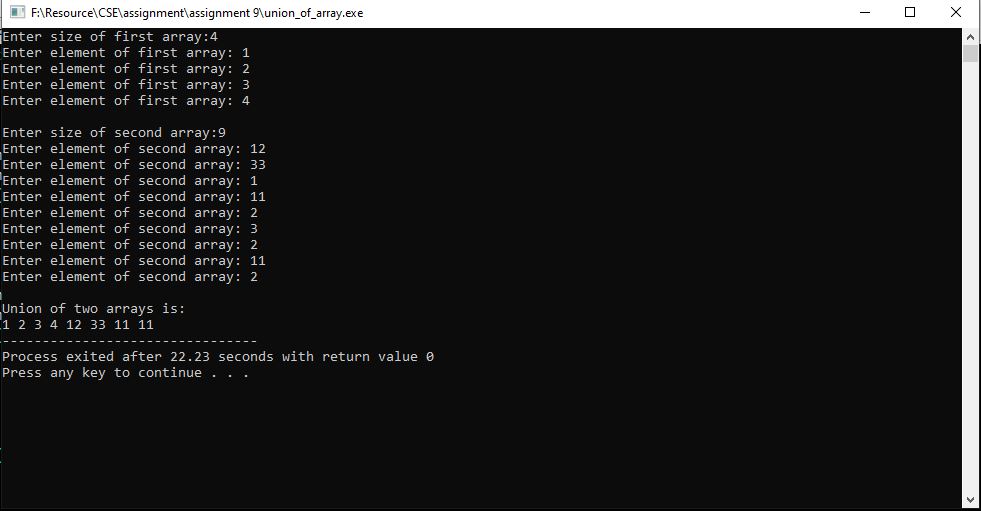 F:\Resource\CSE\assignment\assignment 9\union_of_array.exe
Enter size of first array:4
Enter element of first array: 1
Enter element of first array: 2
Enter element of first array: 3
Enter element of first array: 4
Enter size of second array:9
Enter element of second array: 12
Enter element of second array: 33
Enter element of second array: 1
Enter element of second array: 11
Enter element of second array: 2
Enter element of second array: 3
Enter element of second array: 2
Enter element of second array: 11
Enter element of second array: 2
Union of two arrays is:
1 2 3 4 12 33 11 11
--------------------------------
Process exited after 22.23 seconds with return value 0
Press any key to continue . . .